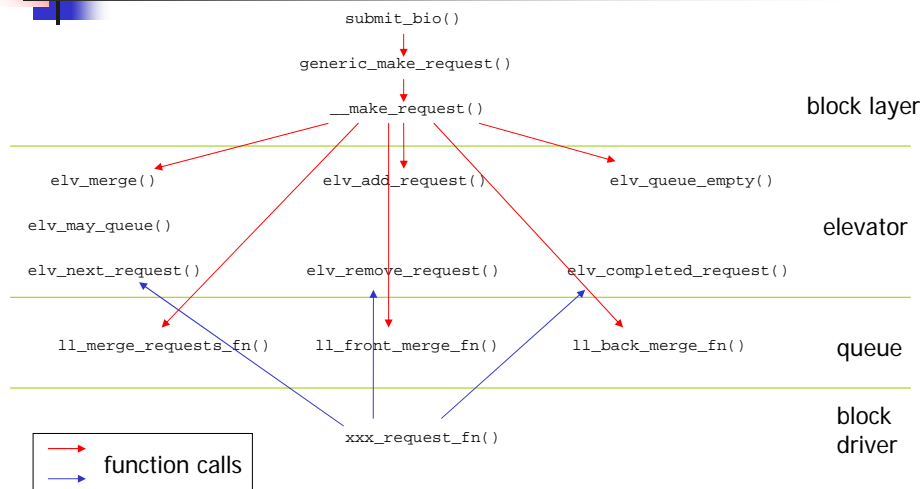 submit_bio()
generic_make_request()
__make_request()
block layer
elv_merge()
elv_add_request()
elv_queue_empty()
elv_may_queue()
elevator
elv_next_request()
elv_remove_request()
elv_completed_request()
ll_merge_requests_fn()
ll_front_merge_fn()
ll_back_merge_fn()
queue
block
driver
xxx_request_fn()
function calls